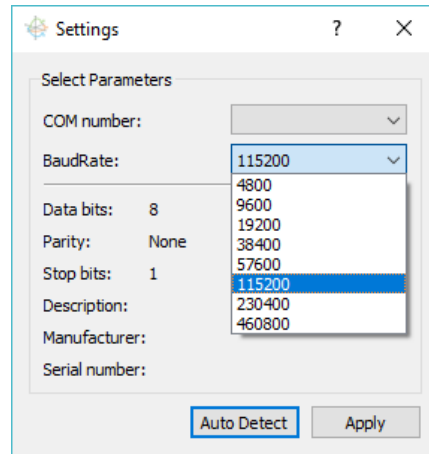 Settings ?
Select Parameters
COM number:
BaudRate: 115200
4800
9600
19200
38400
57600
115200
230400
460800
Data bits: 8
Parity: None
Stop bits: 1
Description:
Manufacturer:
Serial number:
Auto Detect Apply